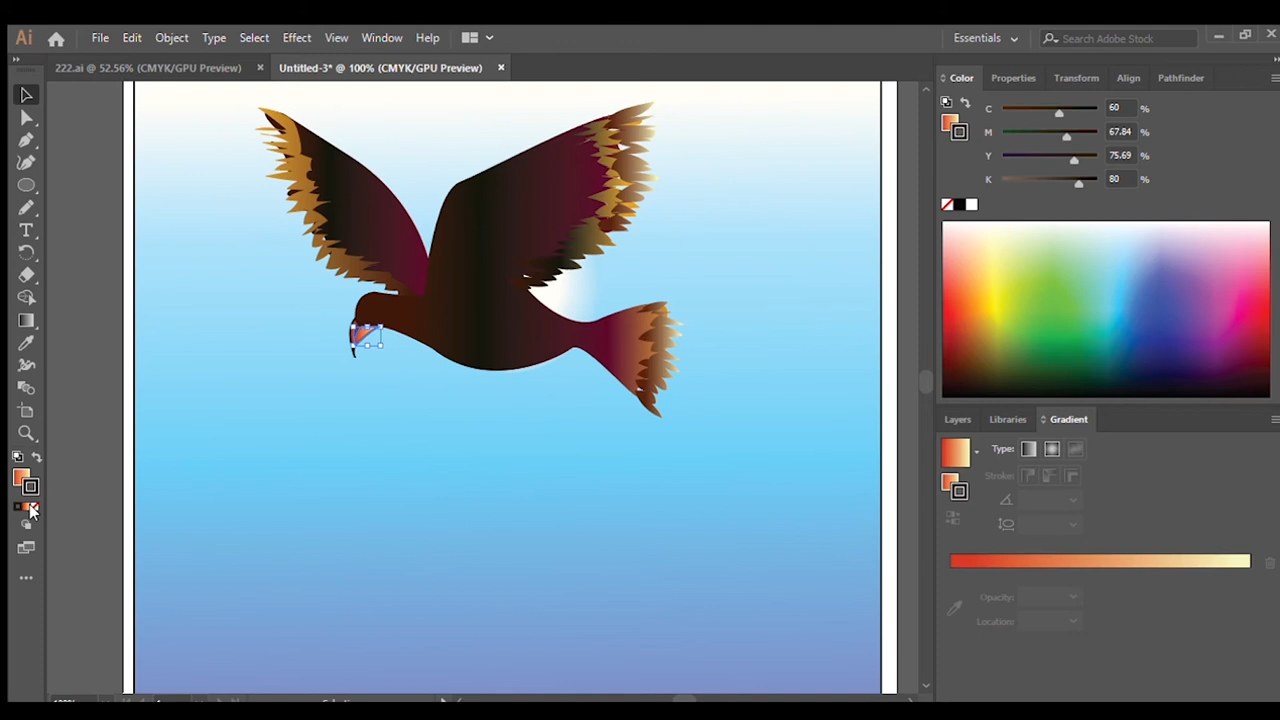 Ai File Edit Object Type Select Effect View Window Help Essentials Search Adobe Stock
222.ai @ 52.56% (CMYK/GPU Preview) × Untitled-3* @ 100% (CMYK/GPU Preview) ×
Color Properties Transform Align Pathfinder
C 60 %
M 67.84 %
Y 75.69 %
K 80 %
Layers Libraries Gradient
Type:
Stroke:
Opacity:
Location: